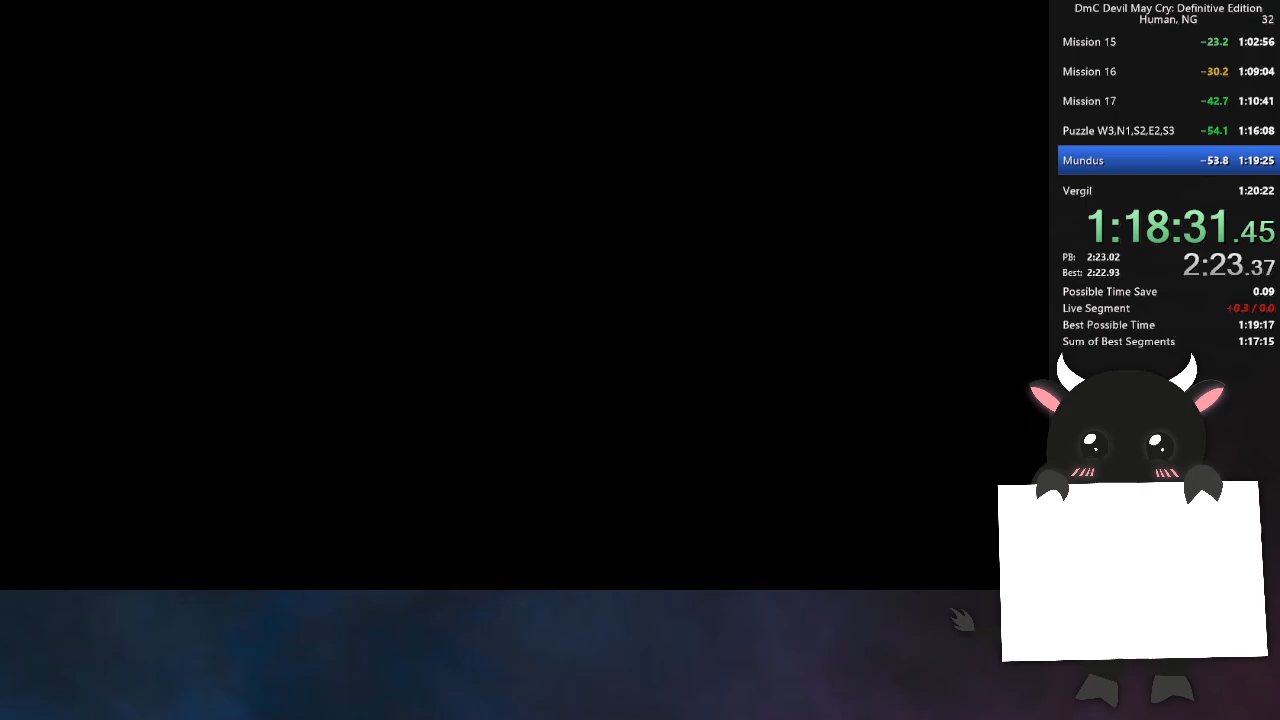 DmC Devil May Cry: Definitive Edition
Human, NG 32
Mission 15 −23.2 1:02:56
Mission 16 −30.2 1:09:04
Mission 17 −42.7 1:10:41
Puzzle W3,N1,S2,E2,S3 −54.1 1:16:08
Mundus −53.8 1:19:25
Vergil 1:20:22
1:18:31.45
PB: 2:23.02
Best: 2:22.93
2:23.37
Possible Time Save 0.09
Live Segment +0.3 / 0.0
Best Possible Time 1:19:17
Sum of Best Segments 1:17:15